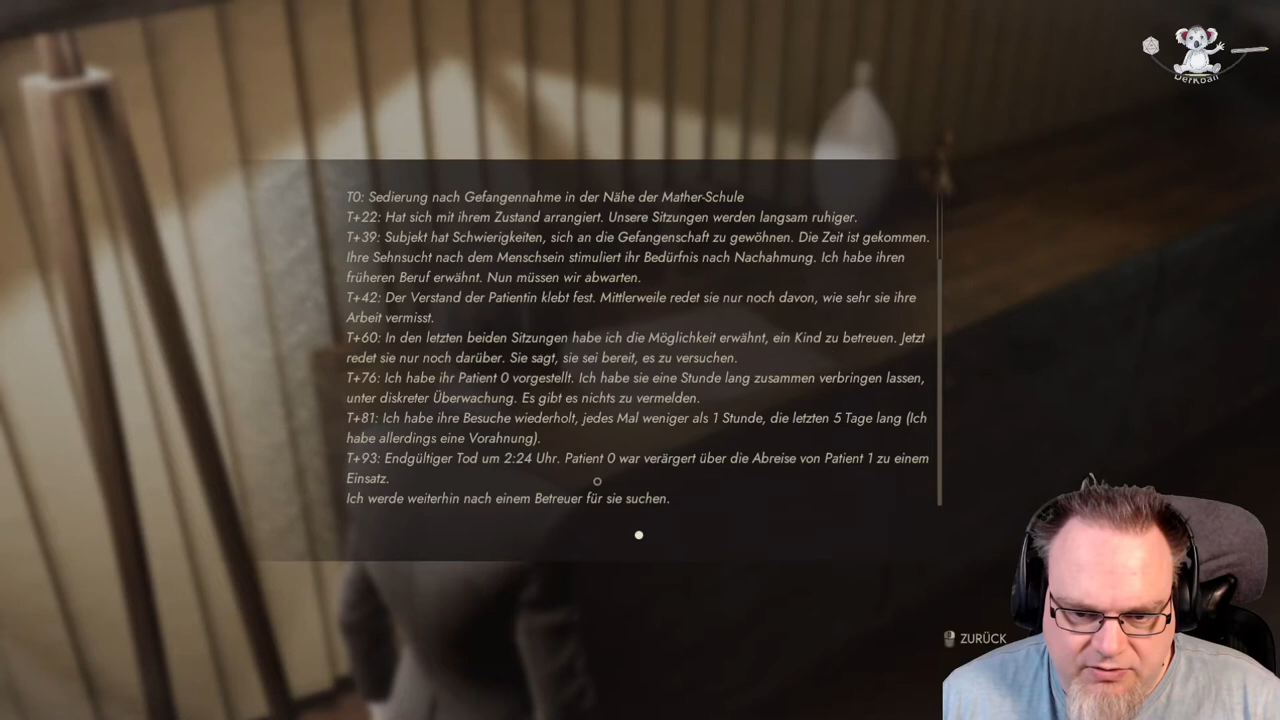 DerKoan
T0: Sedierung nach Gefangennahme in der Nähe der Mather-Schule
T+22: Hat sich mit ihrem Zustand arrangiert. Unsere Sitzungen werden langsam ruhiger.
T+39: Subjekt hat Schwierigkeiten, sich an die Gefangenschaft zu gewöhnen. Die Zeit ist gekommen.
Ihre Sehnsucht nach dem Menschsein stimuliert ihr Bedürfnis nach Nachahmung. Ich habe ihren
früheren Beruf erwähnt. Nun müssen wir abwarten.
T+42: Der Verstand der Patientin klebt fest. Mittlerweile redet sie nur noch davon, wie sehr sie ihre
Arbeit vermisst.
T+60: In den letzten beiden Sitzungen habe ich die Möglichkeit erwähnt, ein Kind zu betreuen. Jetzt
redet sie nur noch darüber. Sie sagt, sie sei bereit, es zu versuchen.
T+76: Ich habe ihr Patient 0 vorgestellt. Ich habe sie eine Stunde lang zusammen verbringen lassen,
unter diskreter Überwachung. Es gibt es nichts zu vermelden.
T+81: Ich habe ihre Besuche wiederholt, jedes Mal weniger als 1 Stunde, die letzten 5 Tage lang (Ich
habe allerdings eine Vorahnung).
T+93: Endgültiger Tod um 2:24 Uhr. Patient 0 war verärgert über die Abreise von Patient 1 zu einem
Einsatz.
Ich werde weiterhin nach einem Betreuer für sie suchen.
ZURÜCK